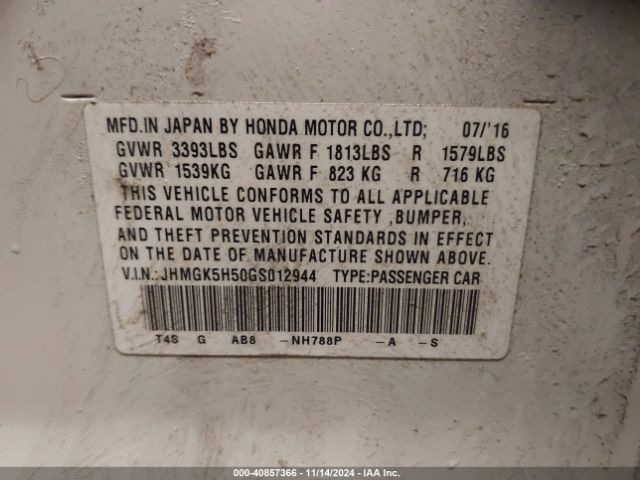 MFD.IN JAPAN BY HONDA MOTOR CO.,LTD; 07/'16
GVWR 3393LBS GAWR F 1813LBS R 1579LBS
GVWR 1539KG GAWR F 823 KG R 716 KG
THIS VEHICLE CONFORMS TO ALL APPLICABLE
FEDERAL MOTOR VEHICLE SAFETY ,BUMPER,
AND THEFT PREVENTION STANDARDS IN EFFECT
ON THE DATE OF MANUFACTURE SHOWN ABOVE.
V.I.N.:JHMGK5H50GS012944 TYPE:PASSENGER CAR
T4S G AB8 -NH788P -A -S
000-40857366 - 11/14/2024 - IAA Inc.